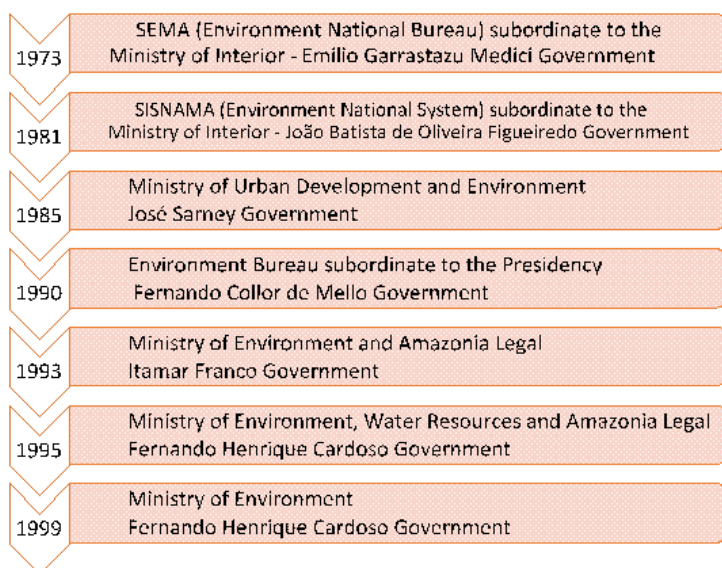 1973
SEMA (Environment National Bureau) subordinate to the
Ministry of Interior - Emílio Garrastazu Medici Government
1981
SISNAMA (Environment National System) subordinate to the
Ministry of Interior - João Batista de Oliveira Figueiredo Government
1985
Ministry of Urban Development and Environment
José Sarney Government
1990
Environment Bureau subordinate to the Presidency
Fernando Collor de Mello Government
1993
Ministry of Environment and Amazonia Legal
Itamar Franco Government
1995
Ministry of Environment, Water Resources and Amazonia Legal
Fernando Henrique Cardoso Government
1999
Ministry of Environment
Fernando Henrique Cardoso Government